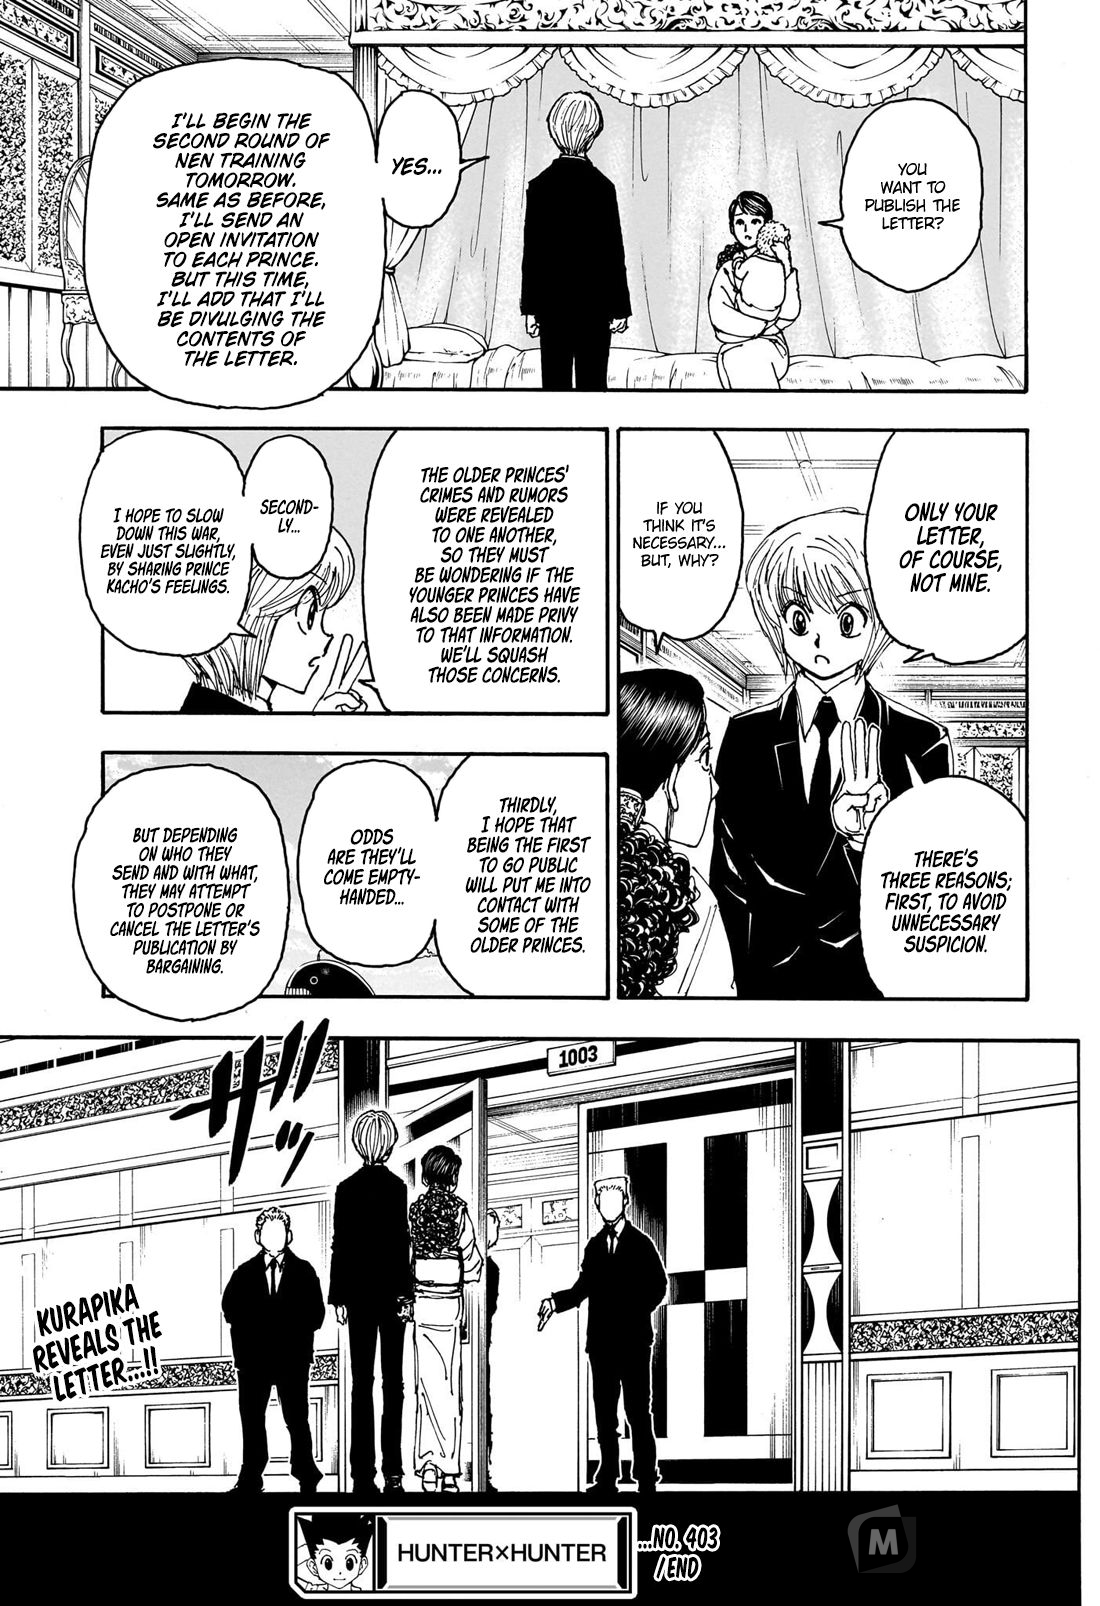 YOU
WANT TO
PUBLISH THE
LETTER?
YES...
I'LL BEGIN THE
SECOND ROUND OF
NEN TRAINING
TOMORROW.
SAME AS BEFORE,
I'LL SEND AN
OPEN INVITATION
TO EACH PRINCE.
BUT THIS TIME,
I'LL ADD THAT I'LL
BE DIVULGING THE
CONTENTS OF
THE LETTER.
ONLY YOUR
LETTER,
OF COURSE,
NOT MINE.
IF YOU
THINK IT'S
NECESSARY...
BUT, WHY?
THERE'S
THREE REASONS;
FIRST, TO AVOID
UNNECESSARY
SUSPICION.
THE OLDER PRINCES'
CRIMES AND RUMORS
WERE REVEALED
TO ONE ANOTHER,
SO THEY MUST
BE WONDERING IF THE
YOUNGER PRINCES HAVE
ALSO BEEN MADE PRIVY
TO THAT INFORMATION.
WE'LL SQUASH
THOSE CONCERNS.
SECOND-
LY...
I HOPE TO SLOW
DOWN THIS WAR,
EVEN JUST SLIGHTLY,
BY SHARING PRINCE
KACHO'S FEELINGS.
THIRDLY,
I HOPE THAT
BEING THE FIRST
TO GO PUBLIC
WILL PUT ME INTO
CONTACT WITH
SOME OF THE
OLDER PRINCES.
ODDS
ARE THEY'LL
COME EMPTY-
HANDED...
BUT DEPENDING
ON WHO THEY
SEND AND WITH WHAT,
THEY MAY ATTEMPT
TO POSTPONE OR
CANCEL THE LETTER'S
PUBLICATION BY
BARGAINING.
1003
ザッ
KURAPIKA
REVEALS THE
LETTER...!!
HUNTER×HUNTER
...NO. 403
/END
M